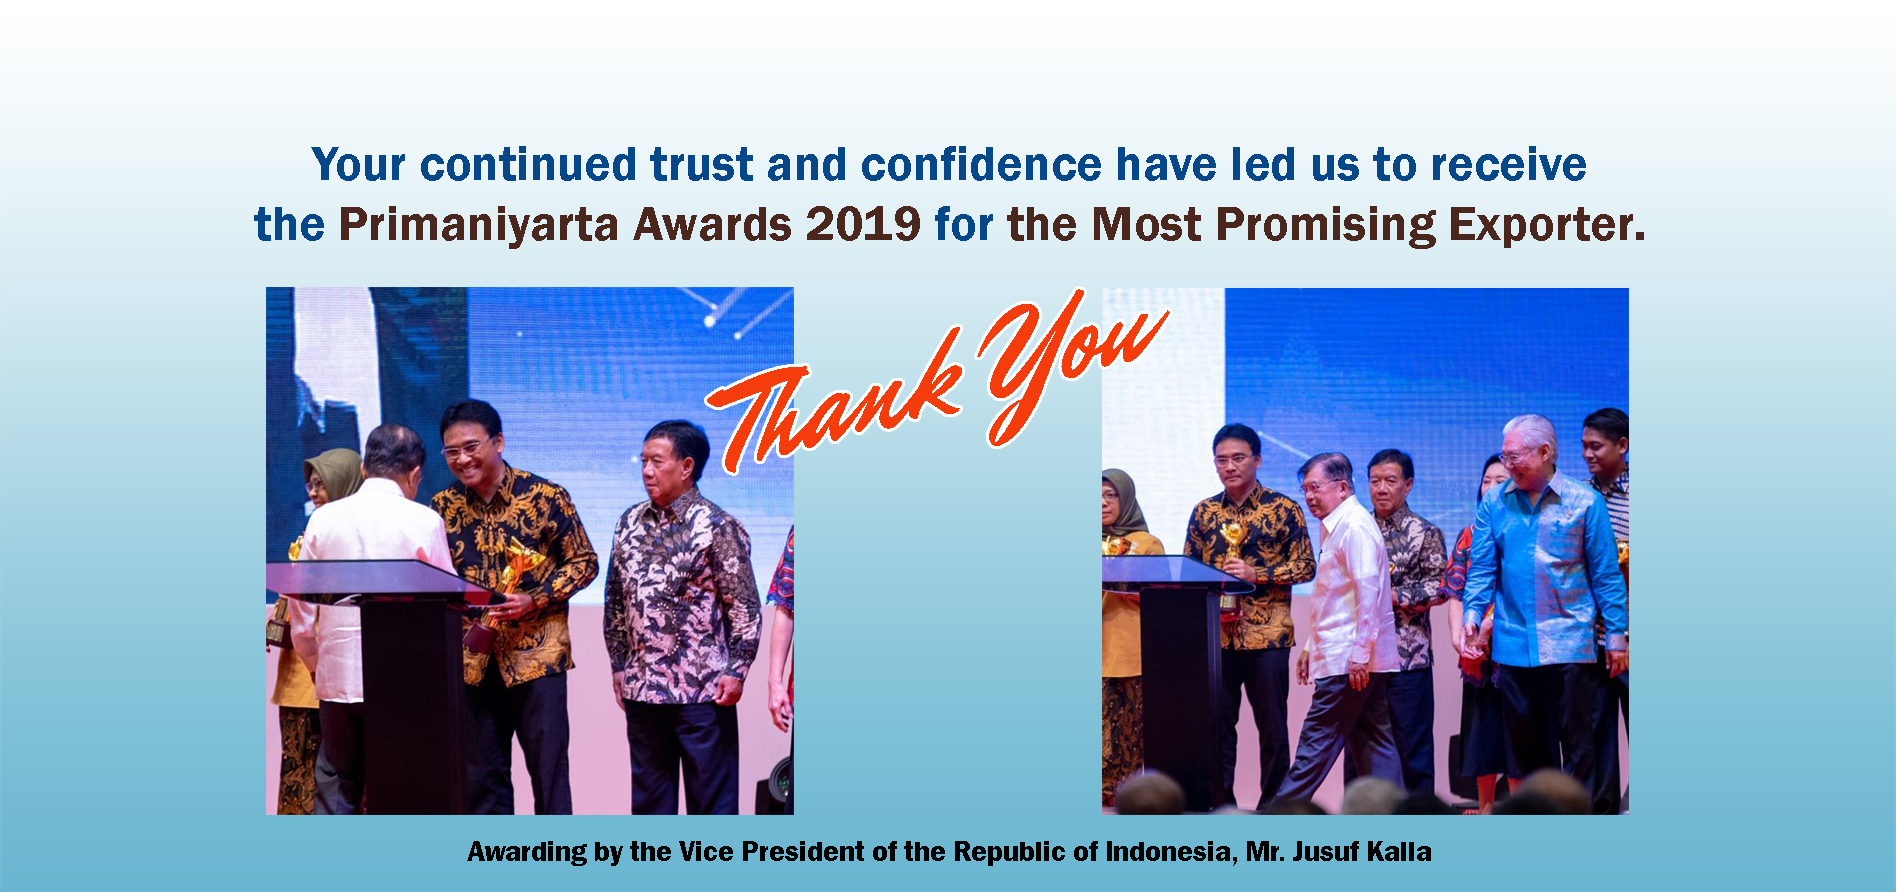 Your continued trust and confidence have led us to receive
the Primaniyarta Awards 2019 for the Most Promising Exporter.
Thank You
Awarding by the Vice President of the Republic of Indonesia, Mr. Jusuf Kalla